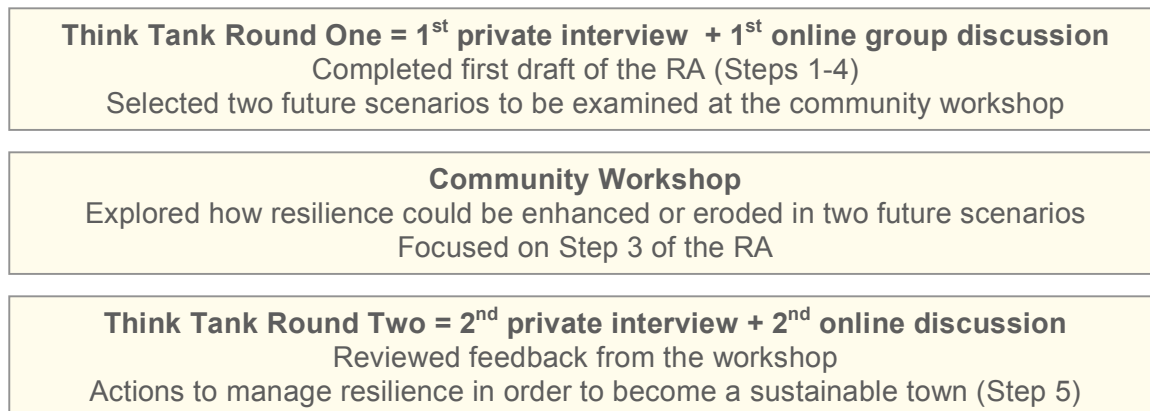 Think Tank Round One = 1st private interview + 1st online group discussion
Completed first draft of the RA (Steps 1-4)
Selected two future scenarios to be examined at the community workshop
Community Workshop
Explored how resilience could be enhanced or eroded in two future scenarios
Focused on Step 3 of the RA
Think Tank Round Two = 2nd private interview + 2nd online discussion
Reviewed feedback from the workshop
Actions to manage resilience in order to become a sustainable town (Step 5)